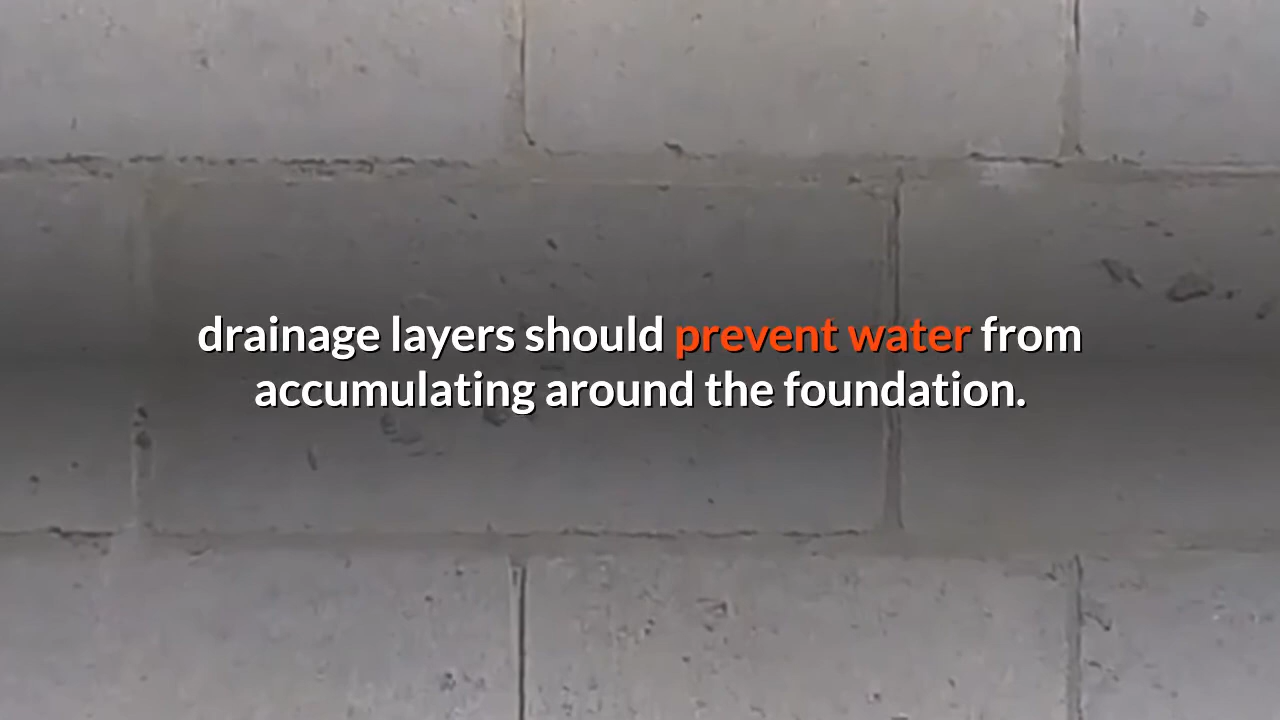 drainage layers should prevent water from
accumulating around the foundation.